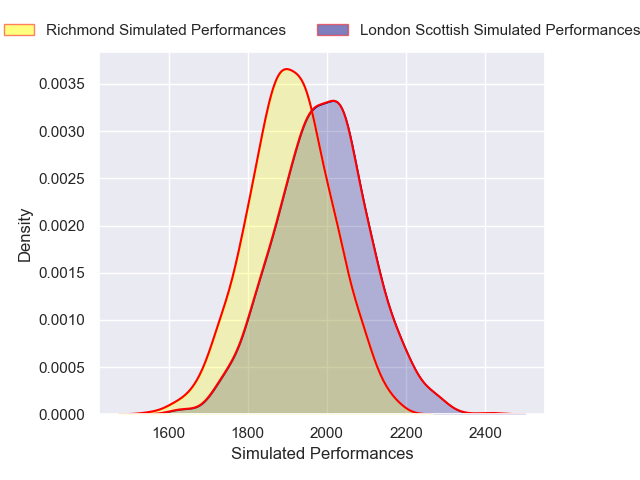 Richmond Simulated Performances London Scottish Simulated Performances
0.0035
0.0030
0.0025
0.0020
0.0015
0.0010
0.0005
0.0000
Density
1600 1800 2000 2200 2400
Simulated Performances